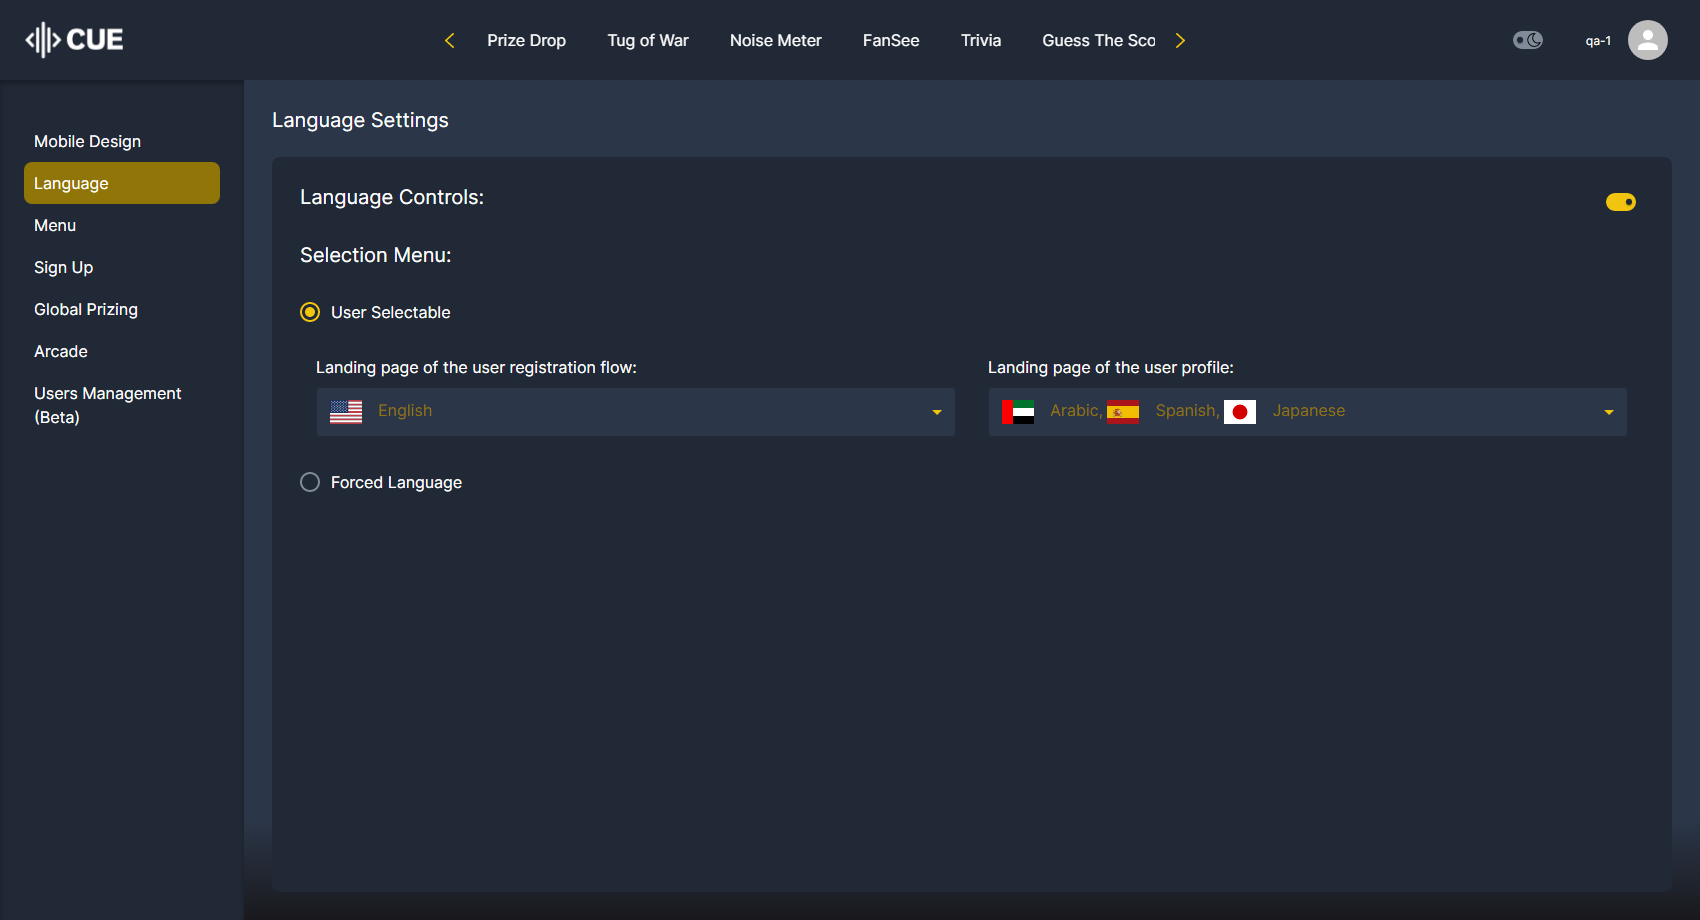 CUE
Prize Drop
Tug of War
Noise Meter
FanSee
Trivia
Guess The Sco
qa-1
Mobile Design
Language
Menu
Sign Up
Global Prizing
Arcade
Users Management
(Beta)
Language Settings
Language Controls:
Selection Menu:
User Selectable
Landing page of the user registration flow:
English
Landing page of the user profile:
Arabic, Spanish, Japanese
Forced Language